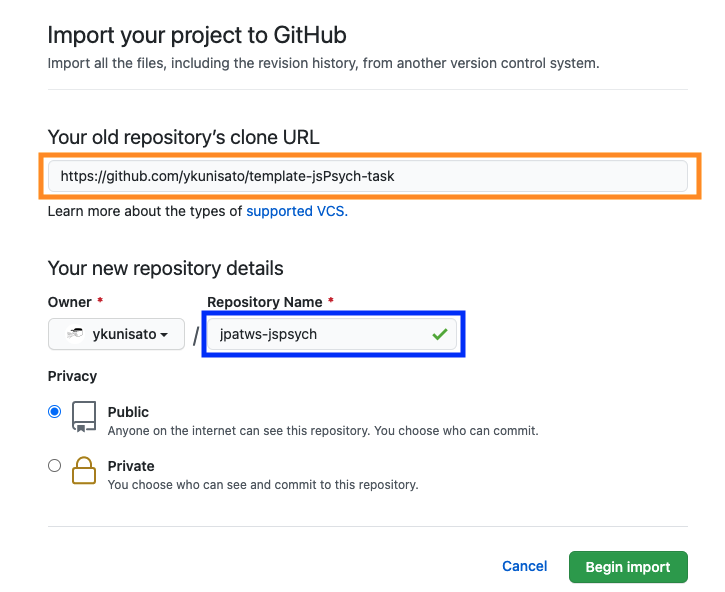 Import your project to GitHub
Import all the files, including the revision history, from another version control system.
Your old repository's clone URL
https://github.com/ykunisato/template-jsPsych-task
Learn more about the types of supported VCS.
Your new repository details
Owner * Repository Name *
ykunisato / jpatws-jspsych
Privacy
Public
Anyone on the internet can see this repository. You choose who can commit.
Private
You choose who can see and commit to this repository.
Cancel Begin import